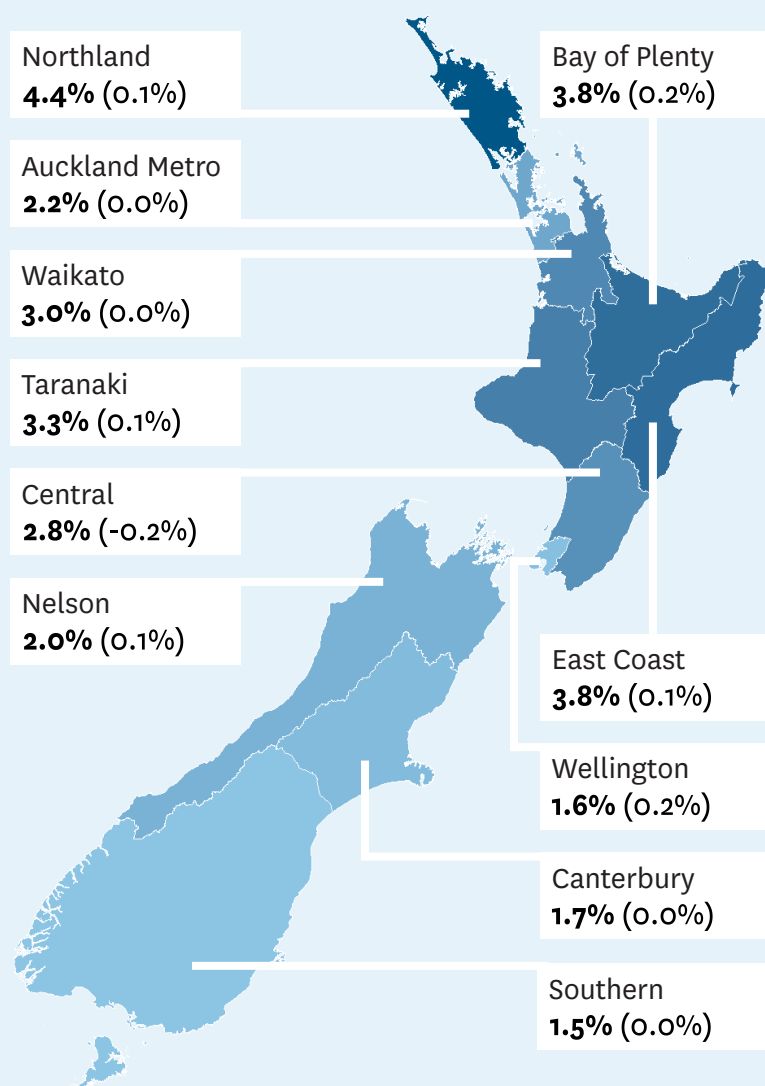 Northland
4.4% (0.1%)
Bay of Plenty
3.8% (0.2%)
Auckland Metro
2.2% (0.0%)
Waikato
3.0% (0.0%)
Taranaki
3.3% (0.1%)
Central
2.8% (-0.2%)
Nelson
2.0% (0.1%)
East Coast
3.8% (0.1%)
Wellington
1.6% (0.2%)
Canterbury
1.7% (0.0%)
Southern
1.5% (0.0%)